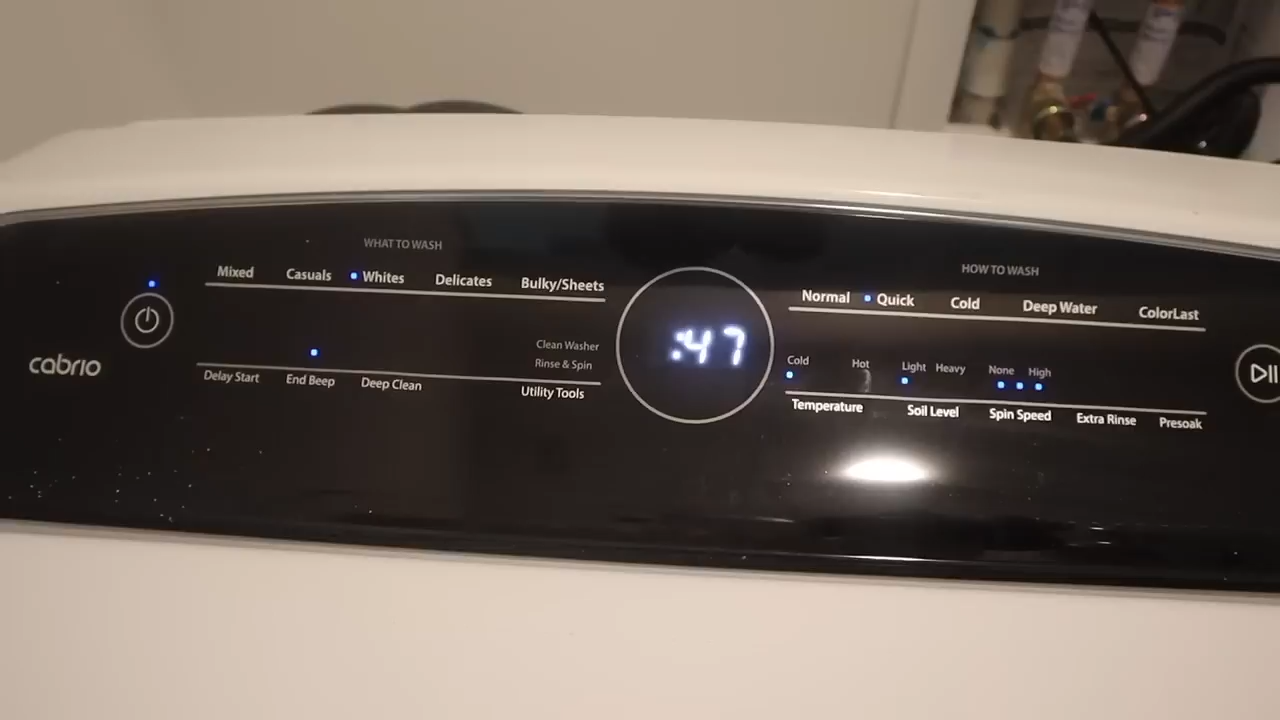 WHAT TO WASH
Mixed Casuals Whites Delicates Bulky/Sheets
Clean Washer
Rinse & Spin
Delay Start End Beep Deep Clean Utility Tools
cabrio
:47
HOW TO WASH
Normal Quick Cold Deep Water ColorLast
Cold Hot Light Heavy None High
Temperature Soil Level Spin Speed Extra Rinse Presoak